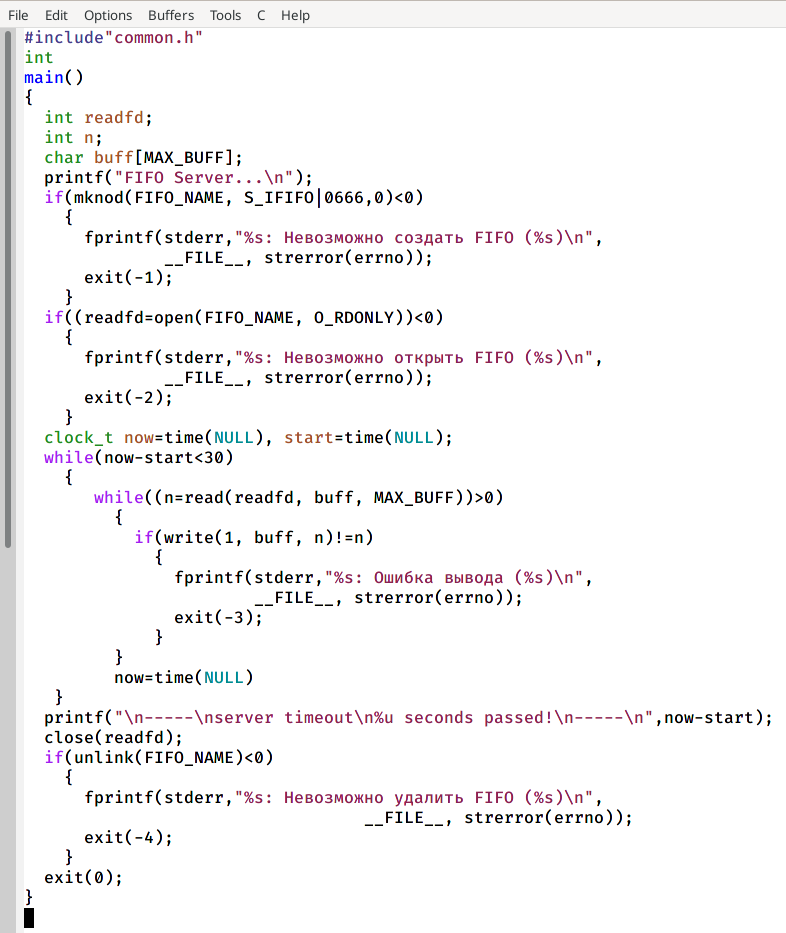 File Edit Options Buffers Tools C Help
#include"common.h"
int
main()
{
  int readfd;
  int n;
  char buff[MAX_BUFF];
  printf("FIFO Server...\n");
  if(mknod(FIFO_NAME, S_IFIFO|0666,0)<0)
    {
      fprintf(stderr,"%s: Невозможно создать FIFO (%s)\n",
              __FILE__, strerror(errno));
      exit(-1);
    }
  if((readfd=open(FIFO_NAME, O_RDONLY))<0)
    {
      fprintf(stderr,"%s: Невозможно открыть FIFO (%s)\n",
              __FILE__, strerror(errno));
      exit(-2);
    }
  clock_t now=time(NULL), start=time(NULL);
  while(now-start<30)
    {
       while((n=read(readfd, buff, MAX_BUFF))>0)
         {
           if(write(1, buff, n)!=n)
             {
               fprintf(stderr,"%s: Ошибка вывода (%s)\n",
                       __FILE__, strerror(errno));
               exit(-3);
             }
         }
         now=time(NULL)
   }
  printf("\n-----\nserver timeout\n%u seconds passed!\n-----\n",now-start);
  close(readfd);
  if(unlink(FIFO_NAME)<0)
    {
      fprintf(stderr,"%s: Невозможно удалить FIFO (%s)\n",
                                  __FILE__, strerror(errno));
      exit(-4);
    }
  exit(0);
}